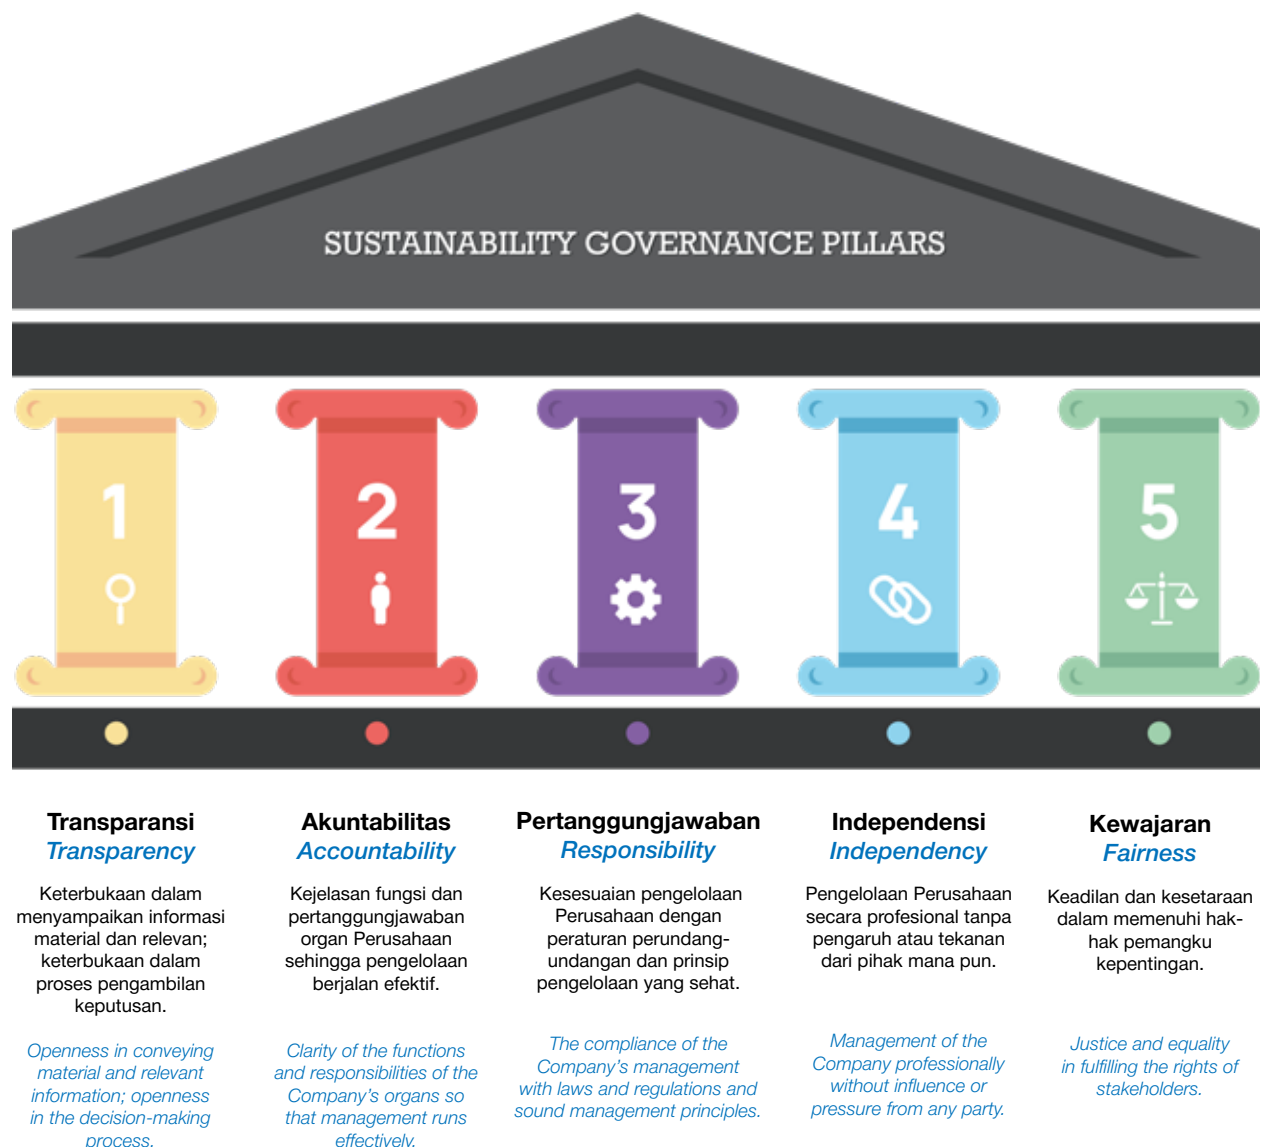 SUSTAINABILITY GOVERNANCE PILLARS
1
2
3
4
5
Transparansi
Transparency
Keterbukaan dalam
menyampaikan informasi
material dan relevan;
keterbukaan dalam
proses pengambilan
keputusan.
Openness in conveying
material and relevant
information; openness
in the decision-making
process.
Akuntabilitas
Accountability
Kejelasan fungsi dan
pertanggungjawaban
organ Perusahaan
sehingga pengelolaan
berjalan efektif.
Clarity of the functions
and responsibilities of the
Company’s organs so
that management runs
effectively.
Pertanggungjawaban
Responsibility
Kesesuaian pengelolaan
Perusahaan dengan
peraturan perundang-
undangan dan prinsip
pengelolaan yang sehat.
The compliance of the
Company’s management
with laws and regulations and
sound management principles.
Independensi
Independency
Pengelolaan Perusahaan
secara profesional tanpa
pengaruh atau tekanan
dari pihak mana pun.
Management of the
Company professionally
without influence or
pressure from any party.
Kewajaran
Fairness
Keadilan dan kesetaraan
dalam memenuhi hak-
hak pemangku
kepentingan.
Justice and equality
in fulfilling the rights of
stakeholders.